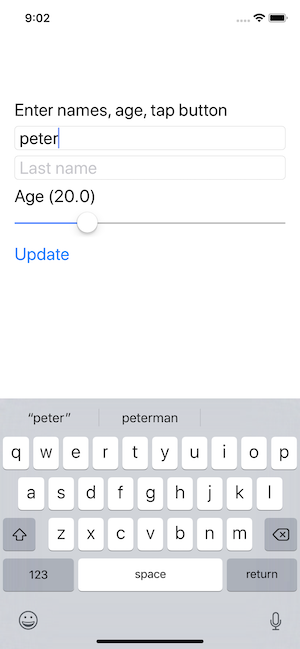 9:02
Enter names, age, tap button
peter
Last name
Age (20.0)
Update
“peter” peterman
q w e r t y u i o p
a s d f g h j k l
z x c v b n m
123 space return